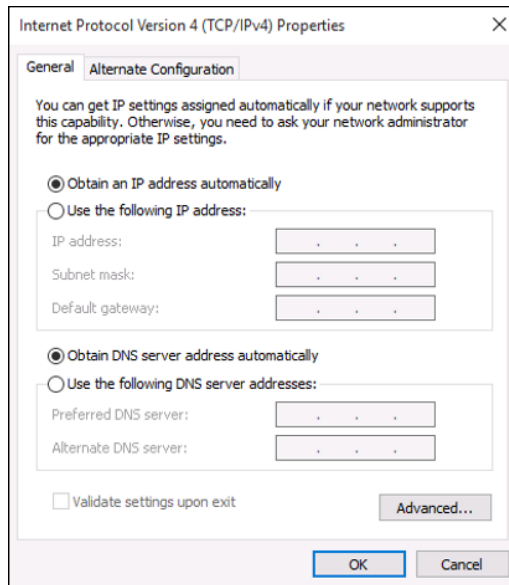 Internet Protocol Version 4 (TCP/IPv4) Properties
General
Alternate Configuration
You can get IP settings assigned automatically if your network supports
this capability. Otherwise, you need to ask your network administrator
for the appropriate IP settings.
Obtain an IP address automatically
Use the following IP address:
IP address:
Subnet mask:
Default gateway:
Obtain DNS server address automatically
Use the following DNS server addresses:
Preferred DNS server:
Alternate DNS server:
Validate settings upon exit
Advanced...
OK
Cancel